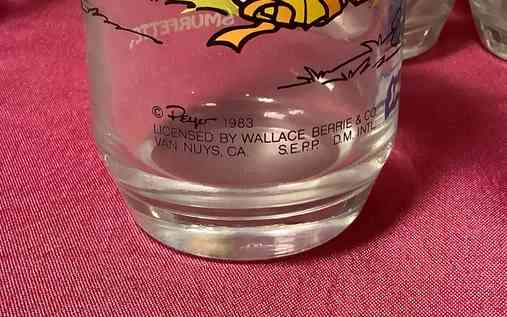 SMURFETTE
© Peyo 1983
LICENSED BY WALLACE BERRIE & CO.
VAN NUYS, CA. S.E.P.P. D.M. INTL.